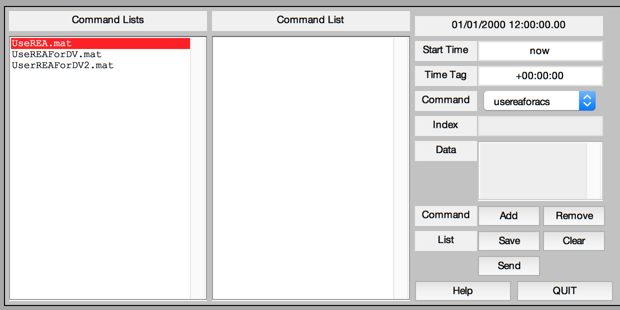 Command Lists
UseREA.mat
UseREAForDV.mat
UserREAForDV2.mat
Command List
01/01/2000 12:00:00.00
Start Time now
Time Tag +00:00:00
Command usereaforacs
Index
Data
Command Add Remove
List Save Clear
Send
Help QUIT